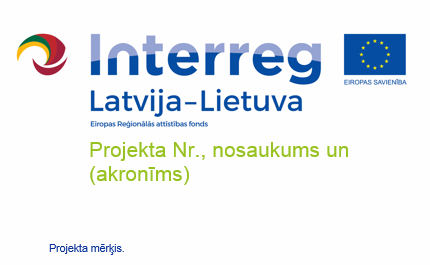 Interreg
EIROPAS SAVIENĪBA
Latvija–Lietuva
Eiropas Reģionālās attīstības fonds
Projekta Nr., nosaukums un
(akronīms)
Projekta mērķis.